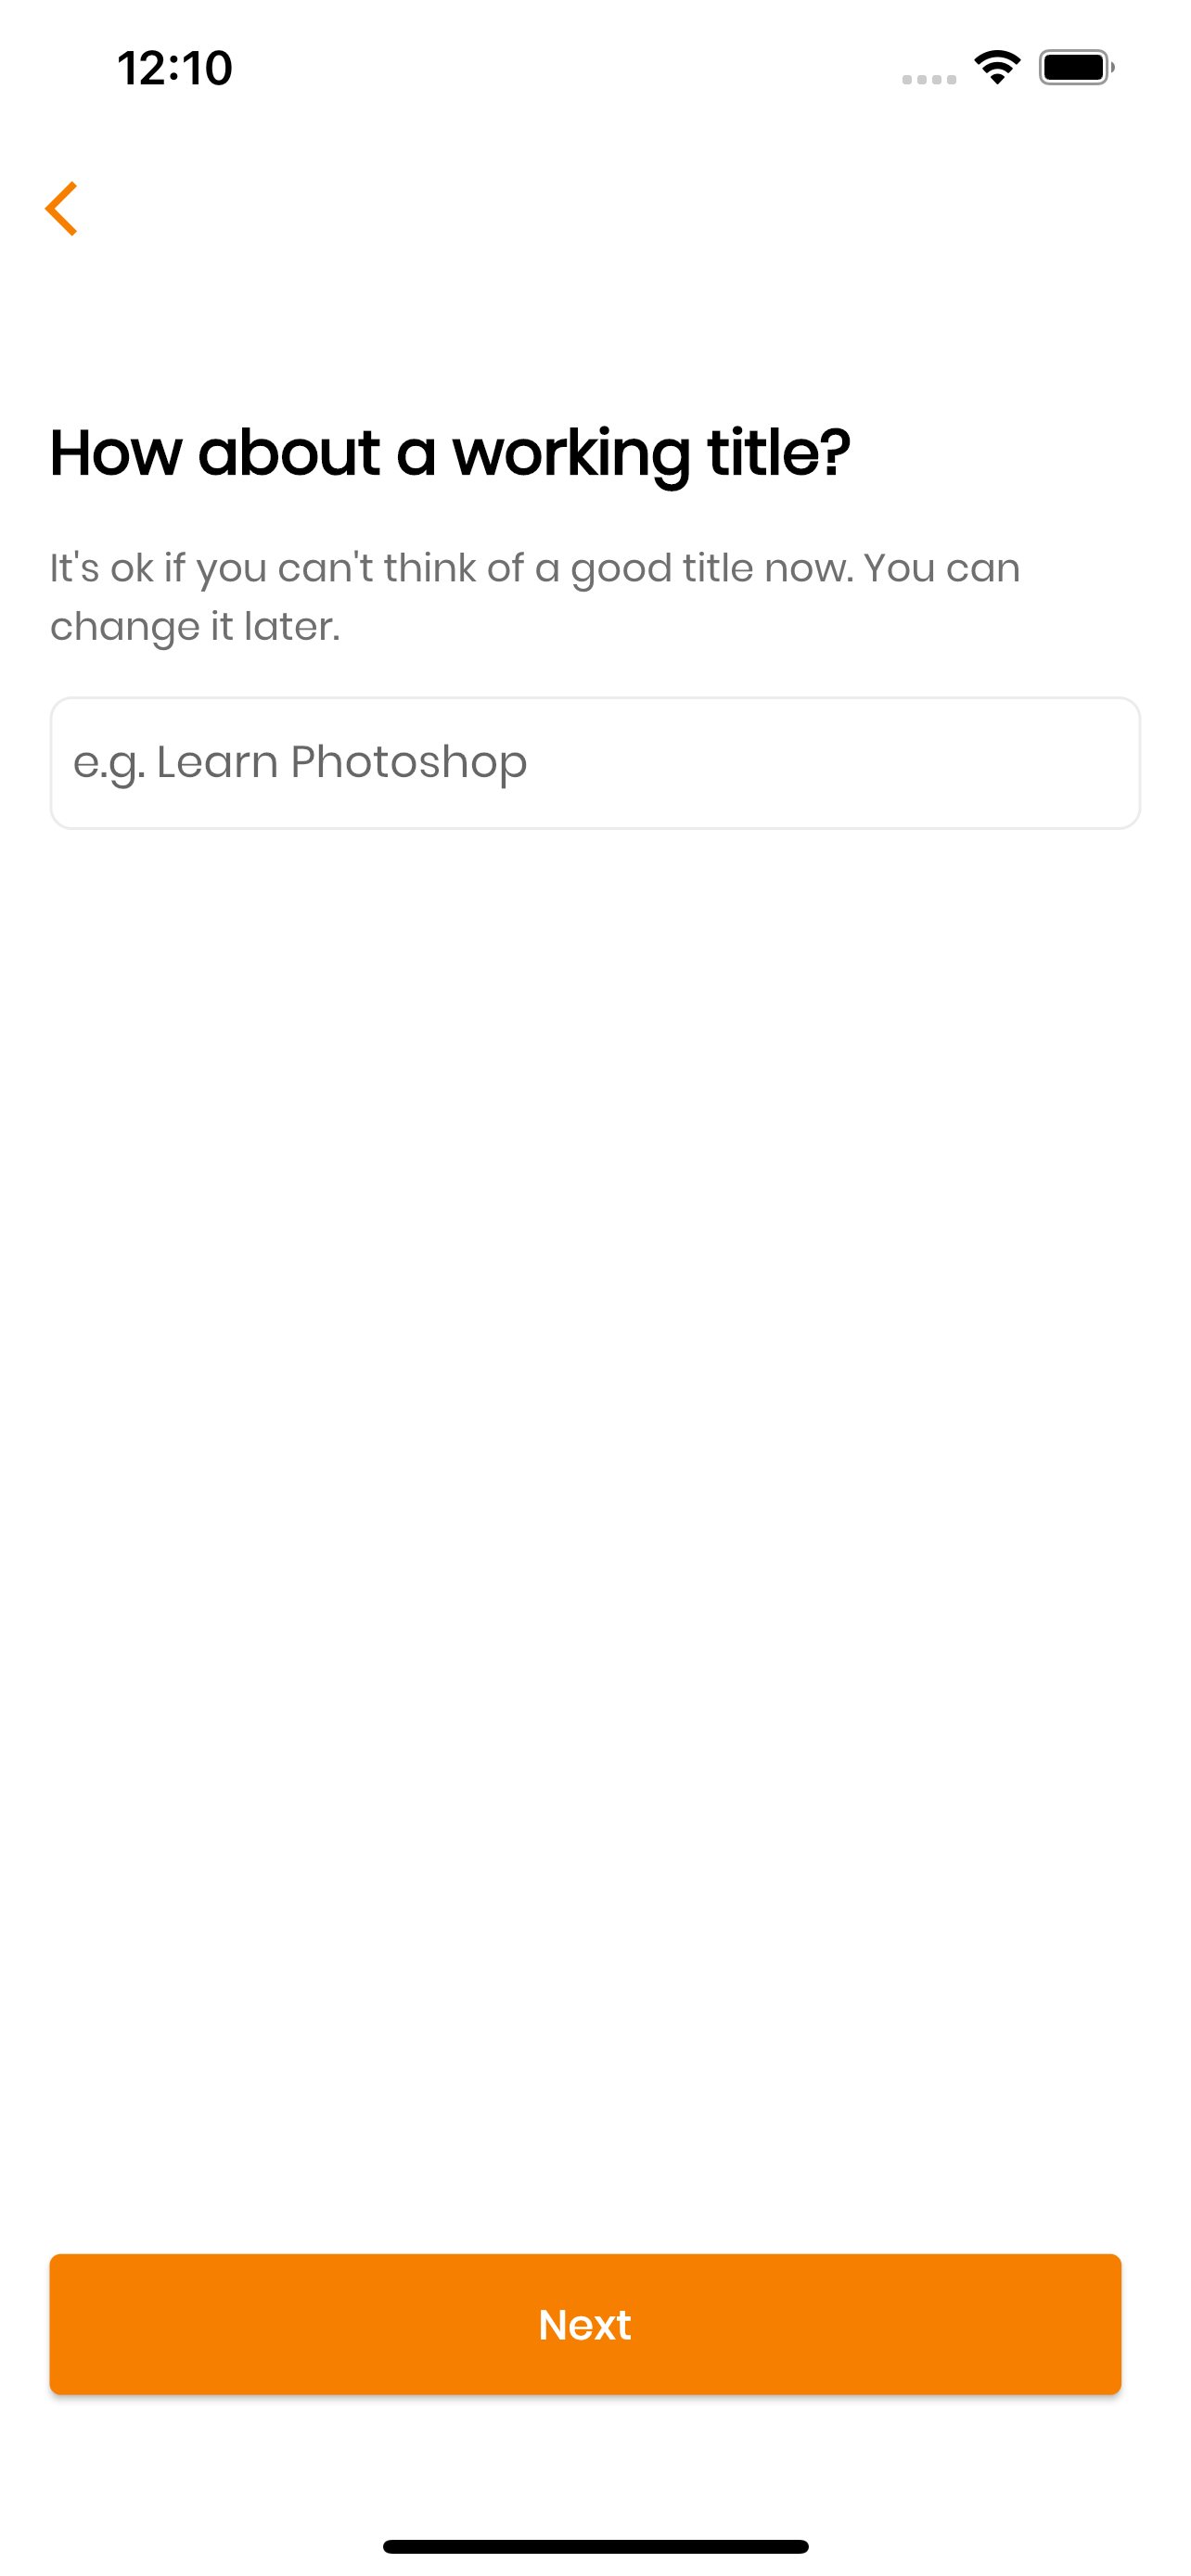 12:10
How about a working title?
It's ok if you can't think of a good title now. You can
change it later.
e.g. Learn Photoshop
Next